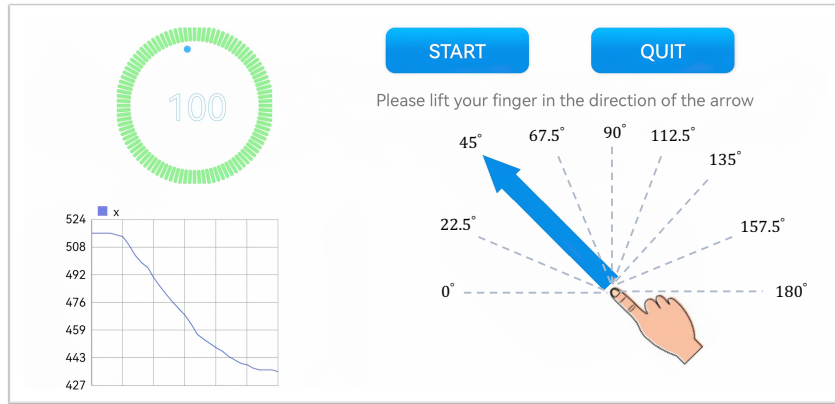 START QUIT
100
Please lift your finger in the direction of the arrow
45° 67.5° 90° 112.5° 135°
22.5° 157.5°
0° 180°
x
524
508
492
476
459
443
427